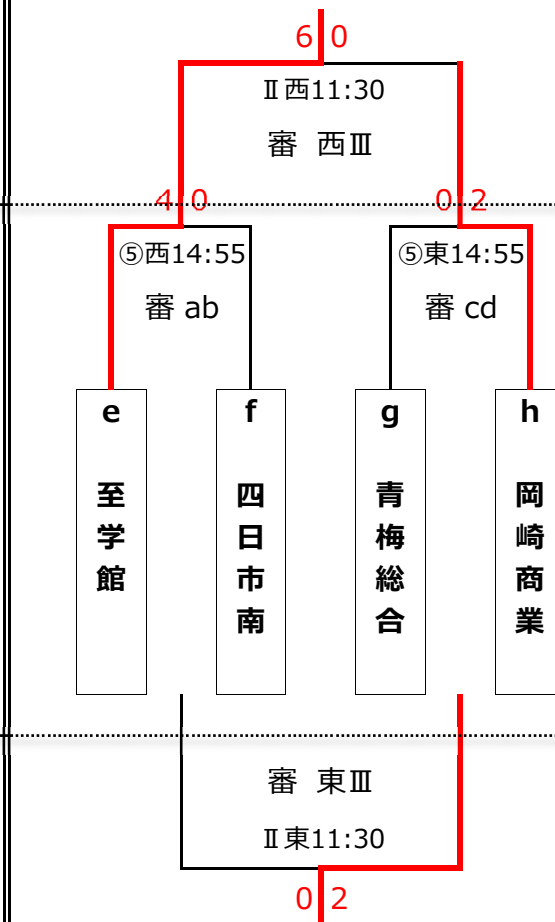 6 0
Ⅱ西11:30
審 西Ⅲ
4 0
0 2
⑤西14:55
⑤東14:55
審 ab
審 cd
e
f
g
h
至学館
四日市南
青梅総合
岡崎商業
審 東Ⅲ
Ⅱ東11:30
0 2